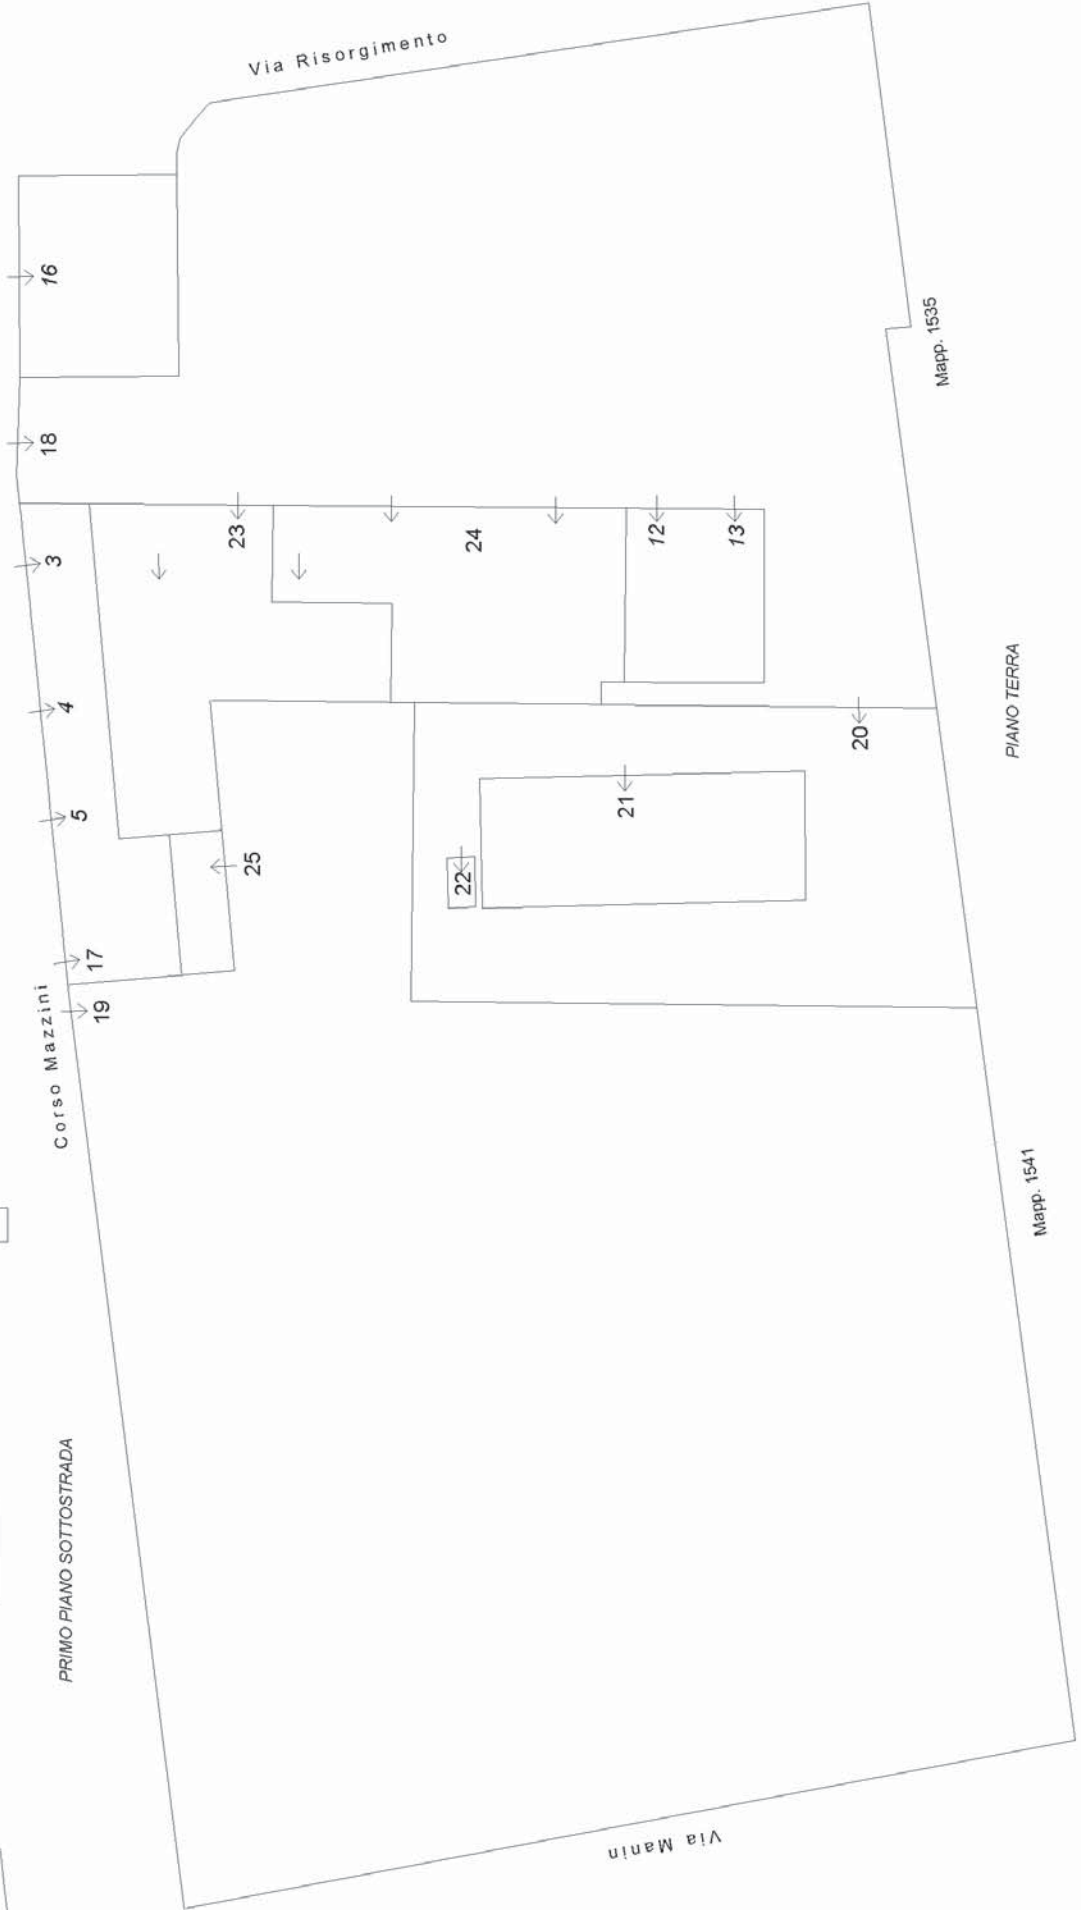 Via Risorgimento
16
18
3
4
5
17
19
Corso Mazzini
23
24
12
13
25
22
21
20
Mapp. 1535
PIANO TERRA
Mapp. 1541
PRIMO PIANO SOTTOSTRADA
Via Manin